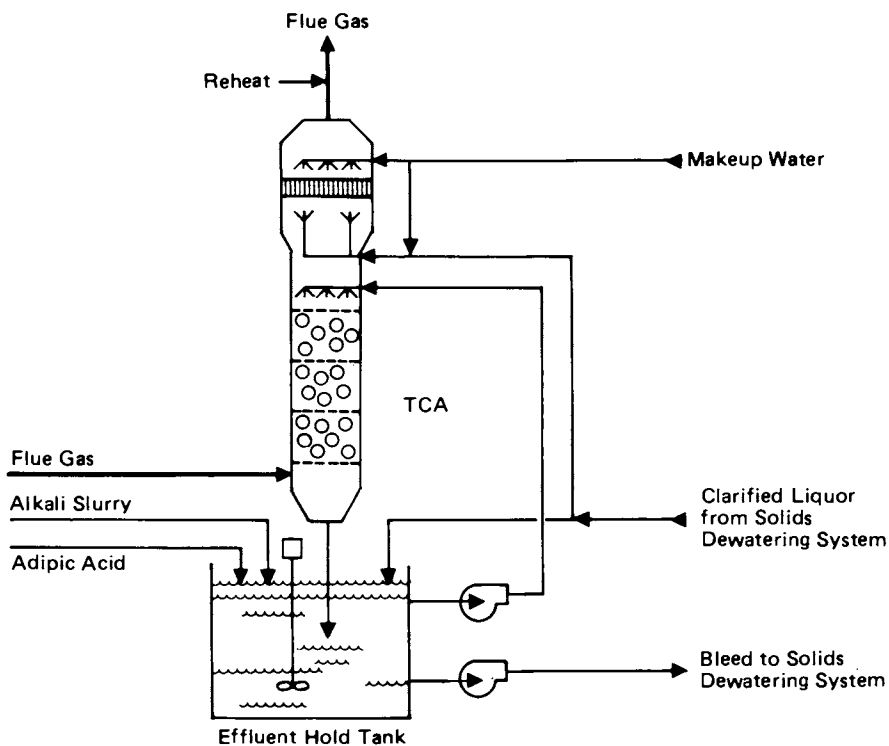 Flue Gas
Reheat
Makeup Water
TCA
Flue Gas
Alkali Slurry
Adipic Acid
Clarified Liquor
from Solids
Dewatering System
Bleed to Solids
Dewatering System
Effluent Hold Tank